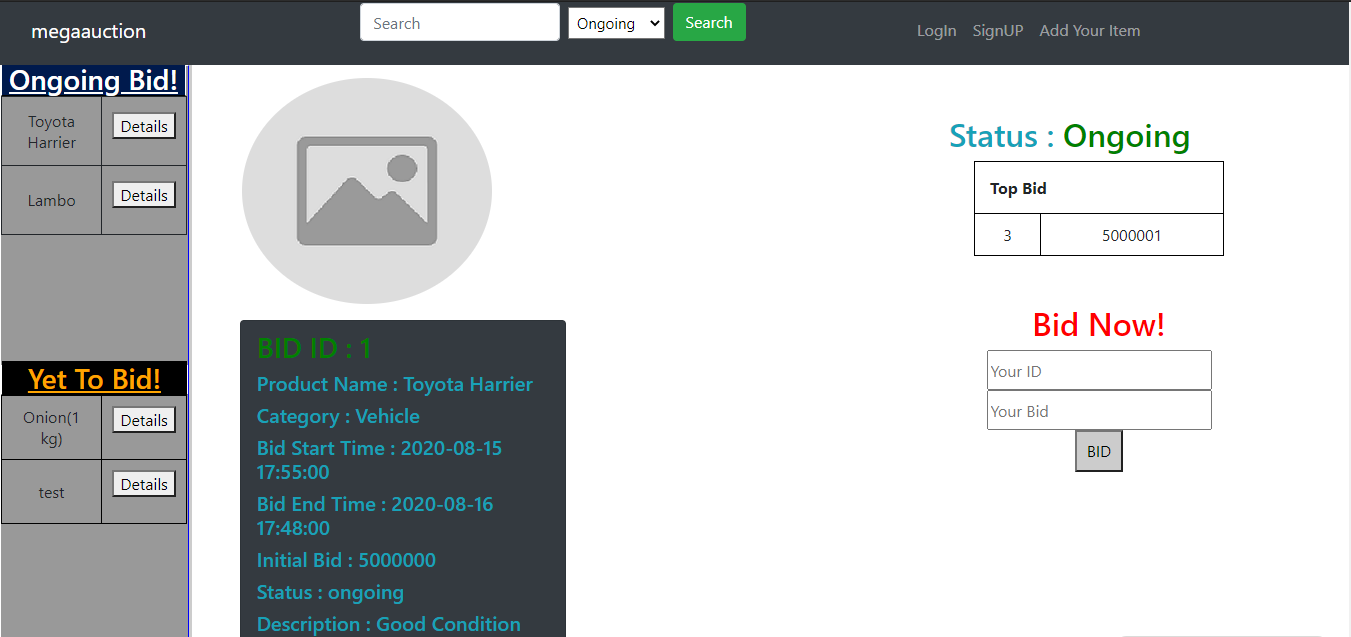 megaauction
Search
Ongoing
Search
LogIn
SignUP
Add Your Item
Ongoing Bid!
Toyota
Harrier
Details
Lambo
Details
Yet To Bid!
Onion(1
kg)
Details
test
Details
BID ID : 1
Product Name : Toyota Harrier
Category : Vehicle
Bid Start Time : 2020-08-15
17:55:00
Bid End Time : 2020-08-16
17:48:00
Initial Bid : 5000000
Status : ongoing
Description : Good Condition
Status : Ongoing
Top Bid
3 5000001
Bid Now!
Your ID
Your Bid
BID